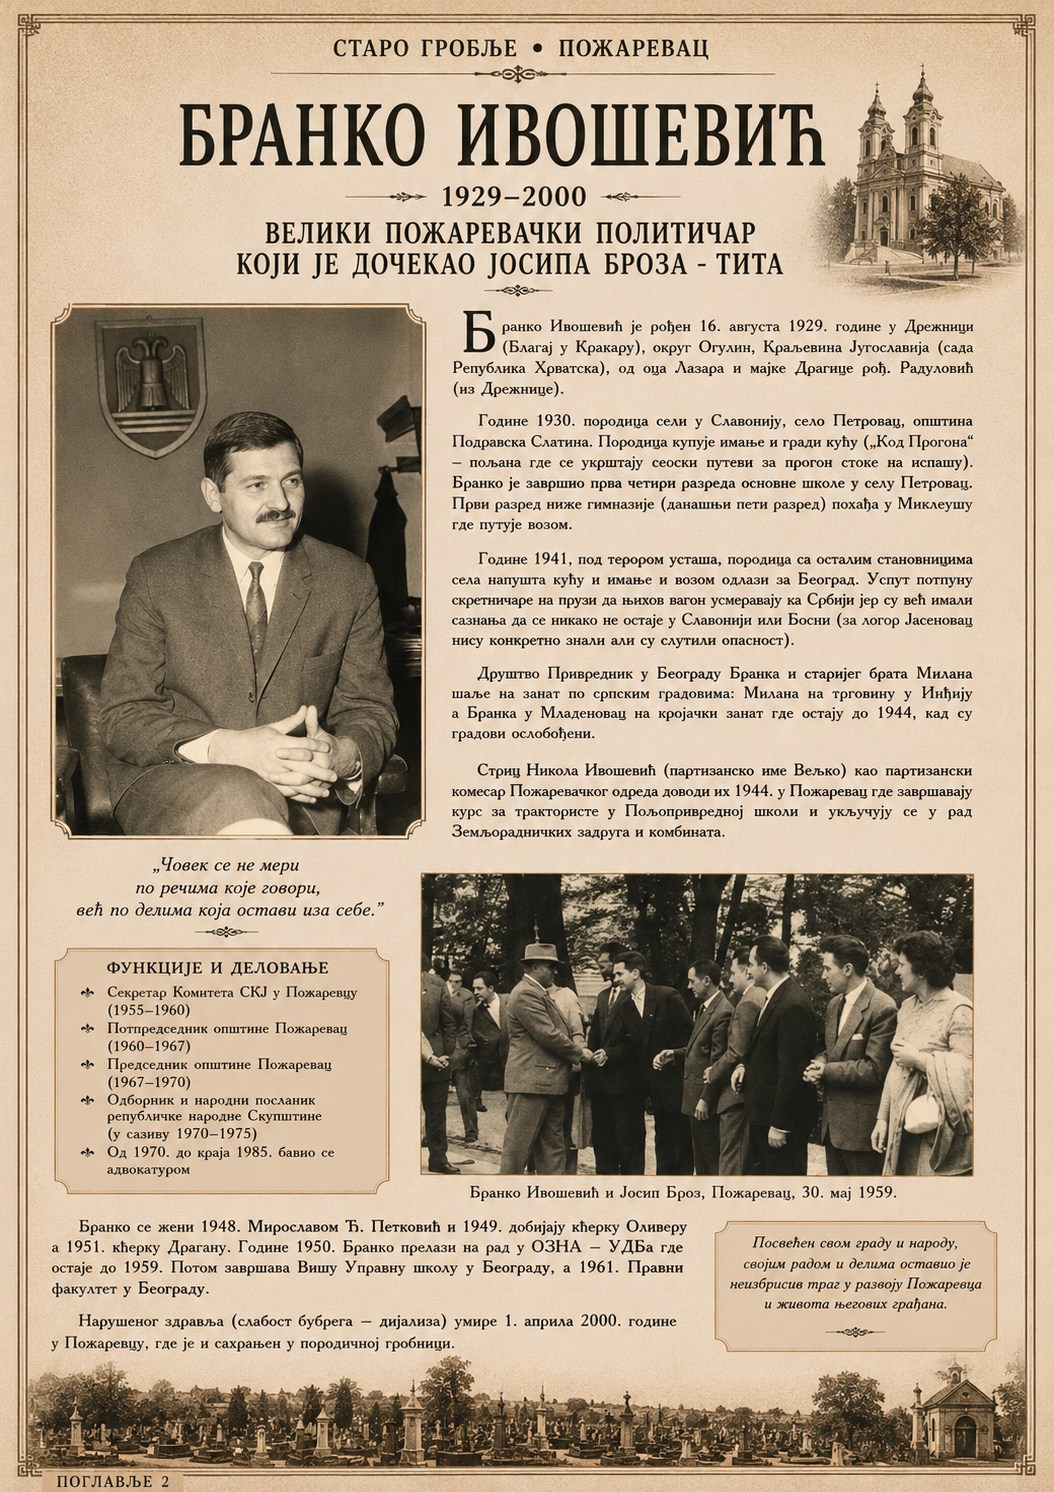 СТАРО ГРОБЉЕ • ПОЖАРЕВАЦ
БРАНКО ИВОШЕВИЋ
1929–2000
ВЕЛИКИ ПОЖАРЕВАЧКИ ПОЛИТИЧАР
КОЈИ ЈЕ ДОЧЕКАО ЈОСИПА БРОЗА - ТИТА
Бранко Ивошевић је рођен 16. августа 1929. године у Дрежници
(Благај у Кракару), округ Огулин, Краљевина Југославија (сада
Република Хрватска), од оца Лазара и мајке Драгице рођ. Радуловић
(из Дрежнице).
Године 1930. породица сели у Славонију, село Петровац, општина
Подравска Слатина. Породица купује имање и гради кућу („Код Прогона“
– пољана где се укрштају сеоски путеви за прогон стоке на испашу).
Бранко је завршио прва четири разреда основне школе у селу Петровац.
Први разред ниже гимназије (данашњи пети разред) похађа у Миклеушу
где путује возом.
Године 1941, под терором усташа, породица са осталим становницима
села напушта кућу и имање и возом одлази за Београд. Успут потпуну
скретничаре на прузи да њихов вагон усмеравају ка Србији јер су већ имали
сазнања да се никако не остаје у Славонији или Босни (за логор Јасеновац
нису конкретно знали али су слутили опасност).
Друштво Привредник у Београду Бранка и старијег брата Милана
шаље на занат по српским градовима: Милана на трговину у Инђију
а Бранка у Младеновац на кројачки занат где остају до 1944, кад су
градови ослобођени.
Стриц Никола Ивошевић (партизанско име Вељко) као партизански
комесар Пожаревачког одреда доводи их 1944. у Пожаревац где завршавају
курс за трактористе у Пољопривредној школи и укључују се у рад
Земљорадничких задруга и комбината.
„Човек се не мери
по речима које говори,
већ по делима која остави иза себе.”
ФУНКЦИЈЕ И ДЕЛОВАЊЕ
Секретар Комитета СКЈ у Пожаревцу
(1955–1960)
Потпредседник општине Пожаревац
(1960–1967)
Председник општине Пожаревац
(1967–1970)
Одборник и народни посланик
републичке народне Скупштине
(у сазиву 1970–1975)
Од 1970. до краја 1985. бавио се
адвокатуром
Бранко Ивошевић и Јосип Броз, Пожаревац, 30. мај 1959.
Бранко се жени 1948. Мирославом Ђ. Петковић и 1949. добијају кћерку Оливеру
а 1951. кћерку Драгану. Године 1950. Бранко прелази на рад у ОЗНА – УДБа где
остаје до 1959. Потом завршава Вишу Управну школу у Београду, а 1961. Правни
факултет у Београду.
Нарушеног здравља (слабост бубрега – дијализа) умире 1. априла 2000. године
у Пожаревцу, где је и сахрањен у породичној гробници.
Посвећен свом граду и народу,
својим радом и делима оставио је
неизбрисив траг у развоју Пожаревца
и живота његових грађана.
ПОГЛАВЉЕ 2